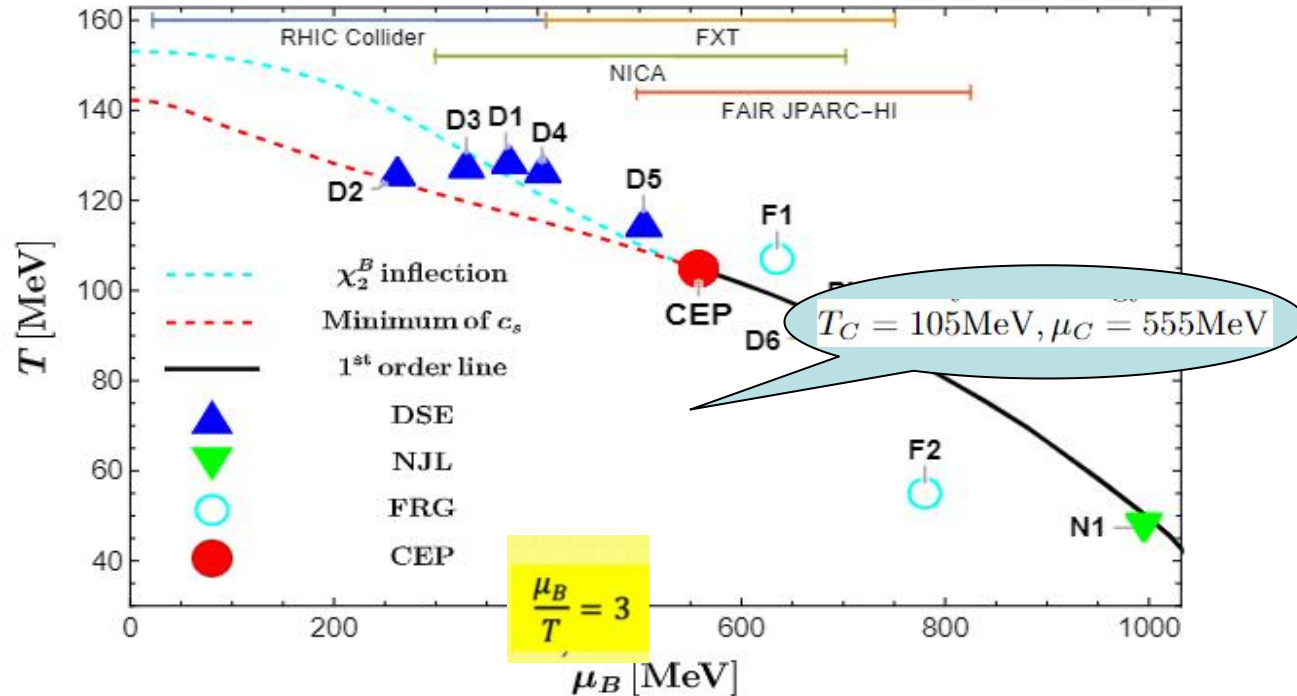 160
140
120
100
80
60
40
T [MeV]
RHIC Collider
FXT
NICA
FAIR JPARC-HI
D3
D1
D4
D2
D5
F1
CEP
D6
T_C = 105MeV, μ_C = 555MeV
χ₂ᴮ inflection
Minimum of c_s
1st order line
DSE
NJL
FRG
CEP
F2
N1
μ_B/T = 3
0
200
600
800
1000
μ_B [MeV]